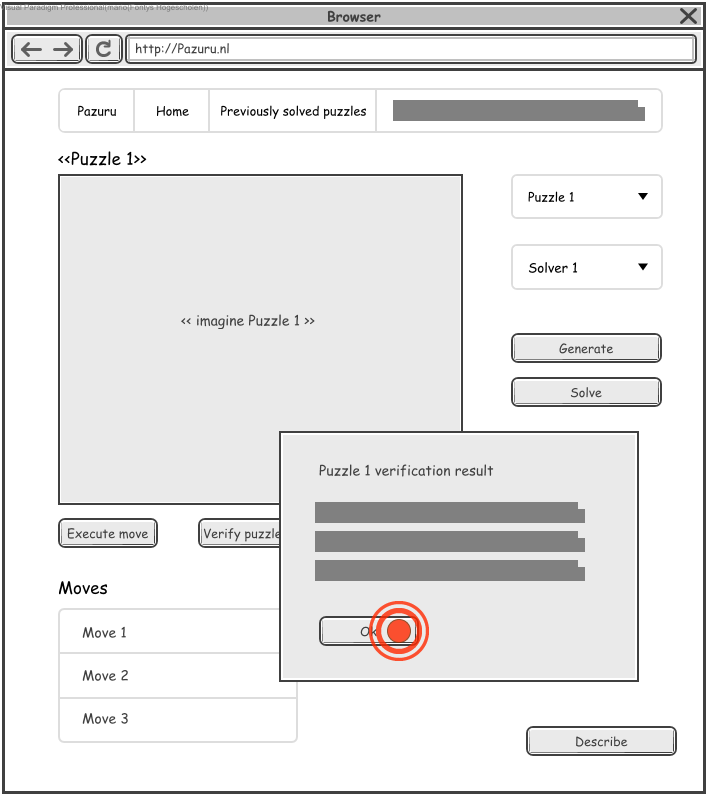 Visual Paradigm Professional(mano(Fontys Hogescholen))
Browser
http://Pazuru.nl
Pazuru
Home
Previously solved puzzles
<<Puzzle 1>>
Puzzle 1
Solver 1
<< imagine Puzzle 1 >>
Generate
Solve
Puzzle 1 verification result
Execute move
Verify puzzle
Ok
Moves
Move 1
Move 2
Move 3
Describe